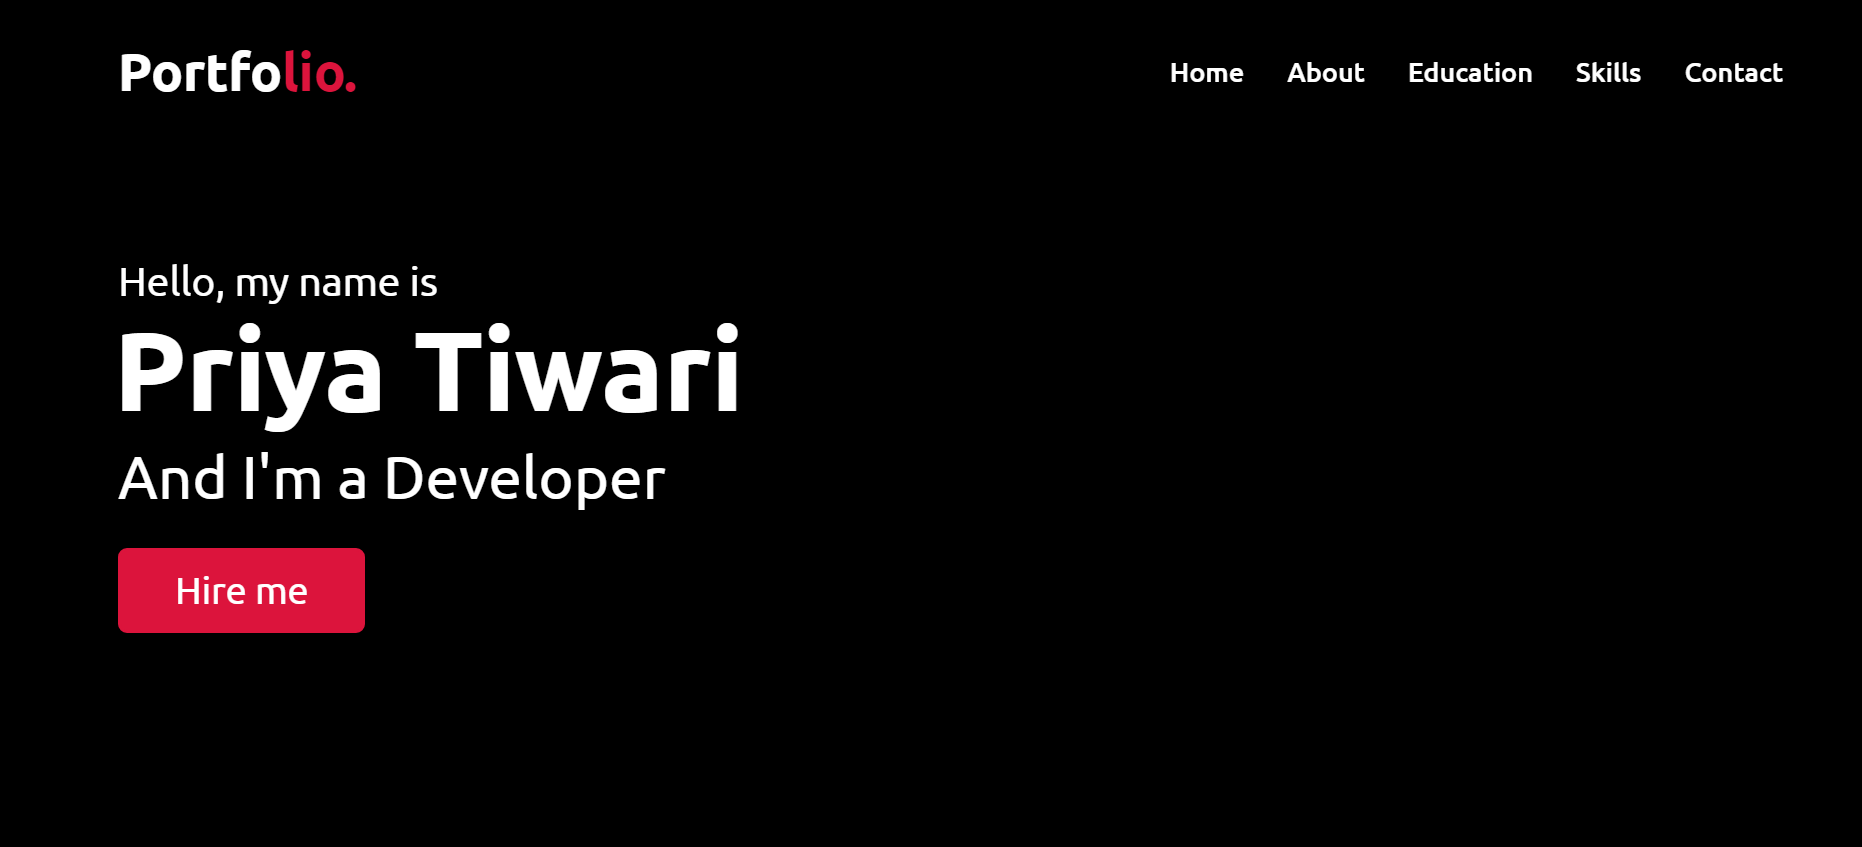 Portfolio.
Home About Education Skills Contact
Hello, my name is
Priya Tiwari
And I'm a Developer
Hire me